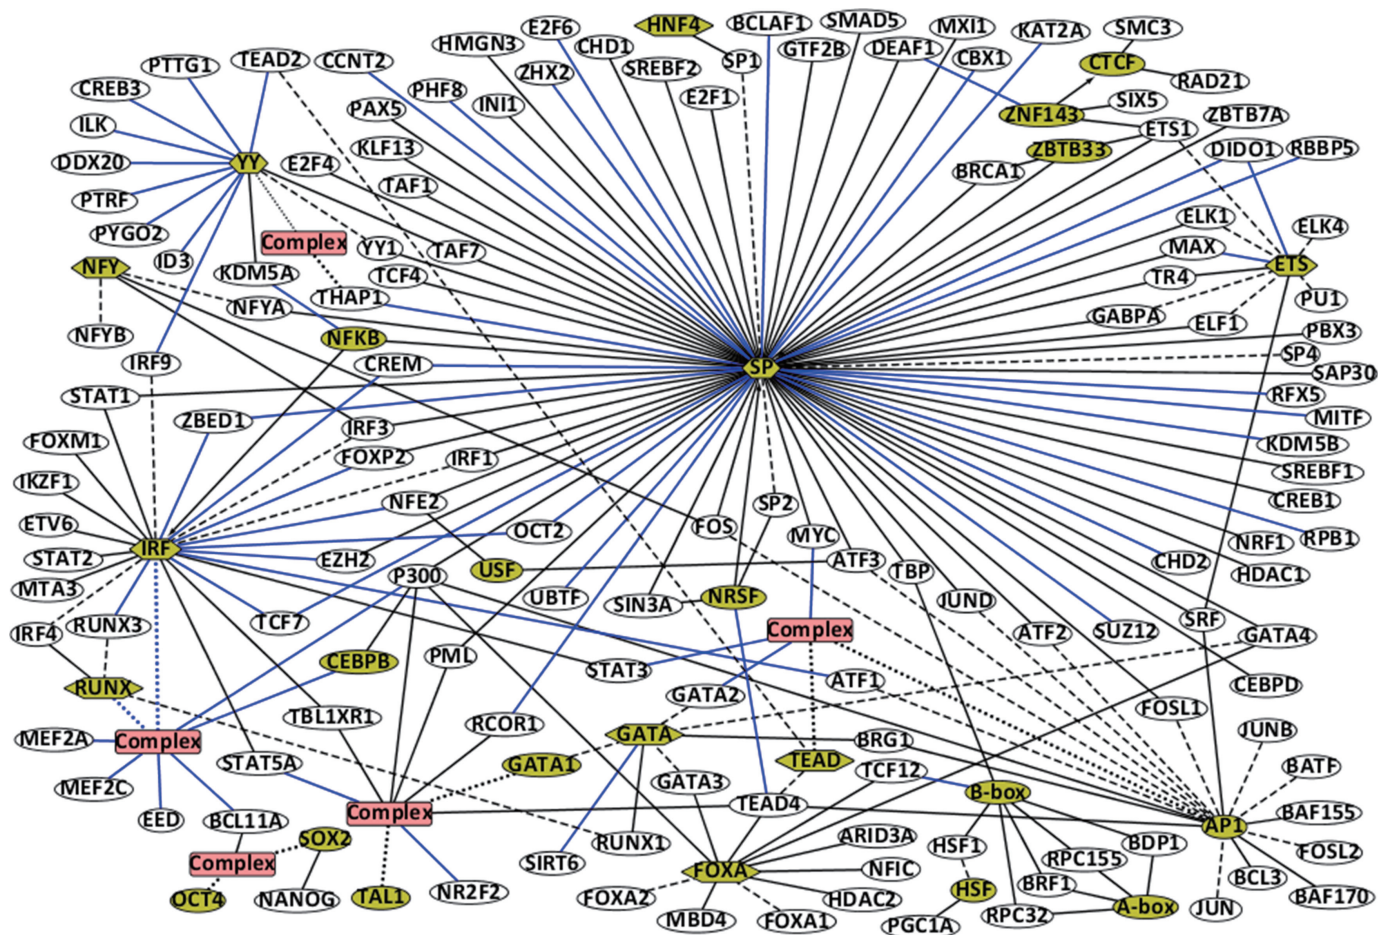 E2F6
HNF4
BCLAF1
SMAD5
MXI1
KAT2A
SMC3
HMGN3
CHD1
GTF2B
DEAF1
CBX1
CTCF
PTTG1
TEAD2
CCNT2
ZHX2
SREBF2
SP1
RAD21
CREB3
PHF8
INI1
E2F1
ZNF143
SIX5
ZBTB7A
PAX5
ETS1
ILK
KLF13
ZBTB33
DIDO1
RBBP5
DDX20
YY
E2F4
BRCA1
TAF1
PTRF
ELK1
ELK4
PYGO2
Complex
YY1
TAF7
MAX
ID3
NFY
KDM5A
TCF4
TR4
ETS
THAP1
PU1
NFYA
GABPA
ELF1
NFYB
NFKB
PBX3
IRF9
CREM
SP
SP4
SAP30
STAT1
RFX5
ZBED1
IRF3
MITF
FOXM1
KDM5B
FOXP2
IRF1
SREBF1
IKZF1
NFE2
SP2
CREB1
ETV6
OCT2
FOS
MYC
RPB1
STAT2
IRF
EZH2
USF
ATF3
TBP
CHD2
NRF1
HDAC1
MTA3
P300
UBTF
SIN3A
NRSF
JUND
IRF4
RUNX3
TCF7
Complex
ATF2
SUZ12
SRF
GATA4
CEBPB
PML
STAT3
RUNX
GATA2
ATF1
CEBPD
TBL1XR1
RCOR1
FOSL1
MEF2A
Complex
GATA
BRG1
JUNB
STAT5A
GATA1
TEAD
TCF12
BATF
MEF2C
GATA3
B-box
EED
BCL11A
Complex
TEAD4
BAF155
SOX2
RUNX1
ARID3A
HSF1
BDP1
AP1
Complex
SIRT6
FOXA
NFIC
RPC155
FOSL2
OCT4
NANOG
TAL1
NR2F2
FOXA2
HDAC2
HSF
BRF1
BCL3
BAF170
MBD4
FOXA1
PGC1A
RPC32
A-box
JUN